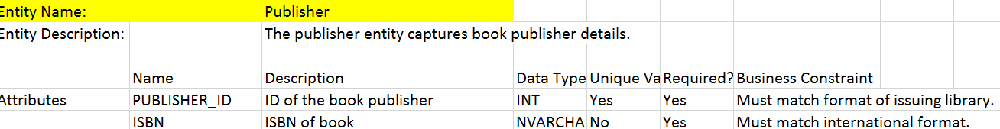 Entity Name: Publisher
Entity Description: The publisher entity captures book publisher details.
Name Description Data Type Unique Va Required? Business Constraint
Attributes PUBLISHER_ID ID of the book publisher INT Yes Yes Must match format of issuing library.
ISBN ISBN of book NVARCHA No Yes Must match international format.